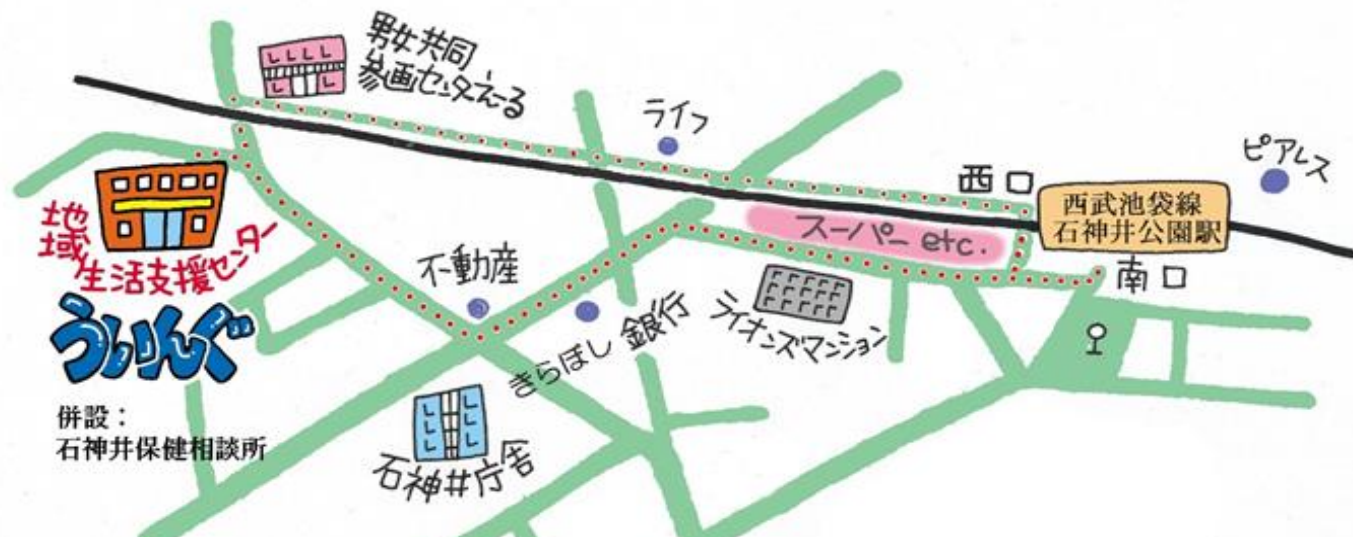 男女共同
参画センターえーる
ライフ
ピアレス
西口
西武池袋線
石神井公園駅
スーパー etc.
南口
地域
生活支援センター
ういんぐ
不動産
きらぼし 銀行
ライオンズマンション
併設：
石神井保健相談所
石神井庁舎